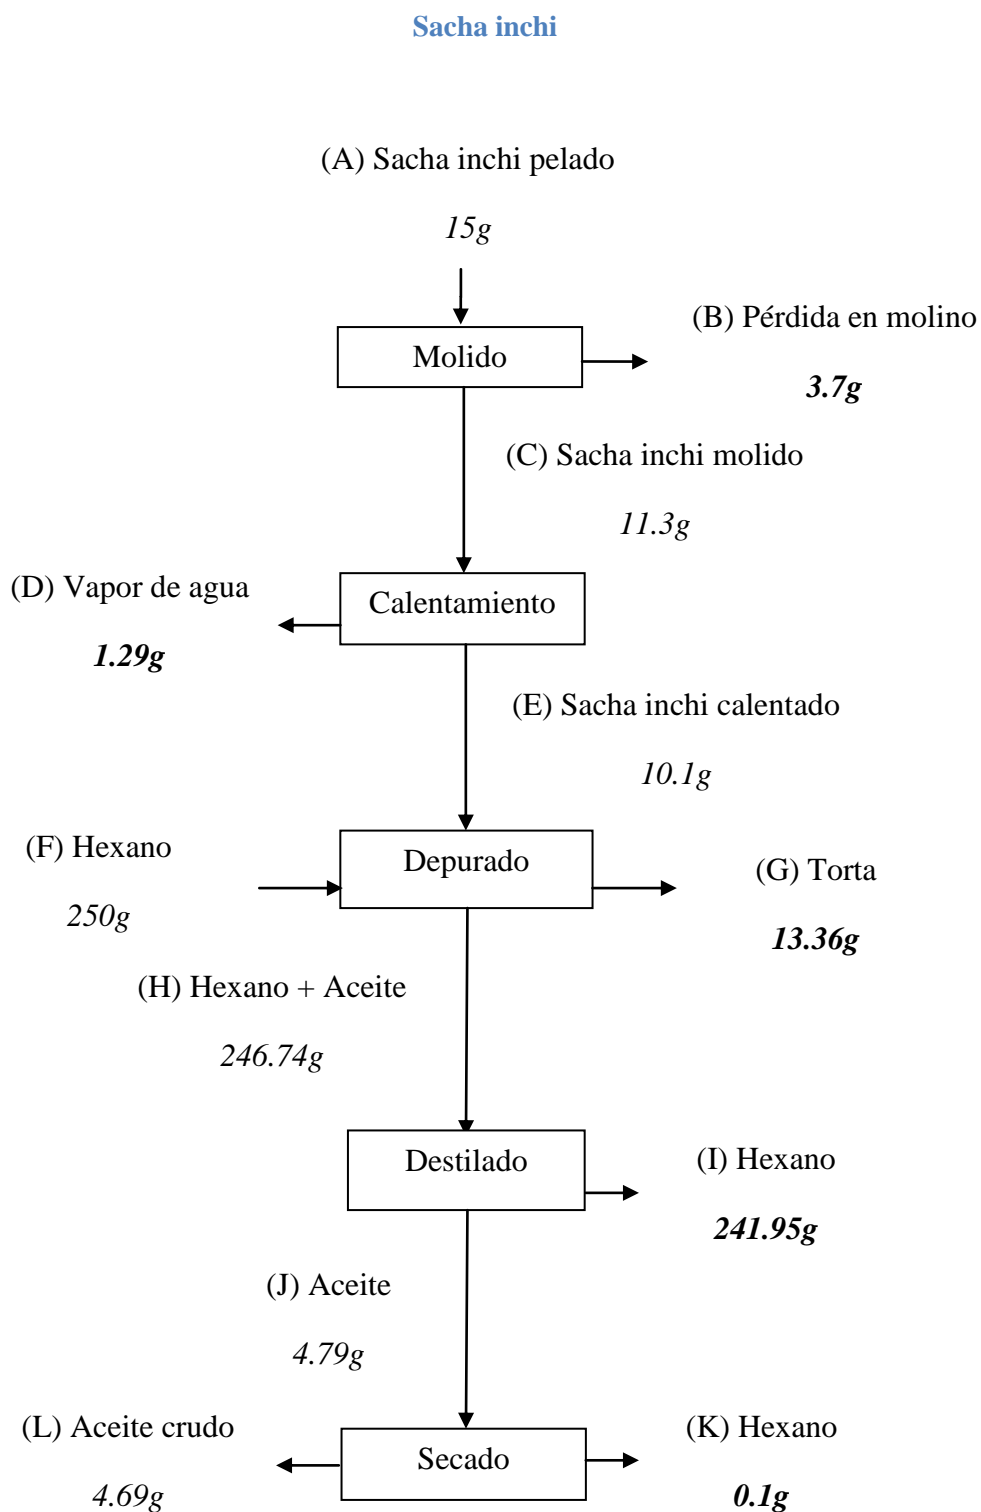 Sacha inchi
(A) Sacha inchi pelado
15g
(B) Pérdida en molino
Molido
3.7g
(C) Sacha inchi molido
11.3g
(D) Vapor de agua
Calentamiento
1.29g
(E) Sacha inchi calentado
10.1g
(F) Hexano
Depurado
(G) Torta
250g
13.36g
(H) Hexano + Aceite
246.74g
Destilado
(I) Hexano
241.95g
(J) Aceite
4.79g
(L) Aceite crudo
Secado
(K) Hexano
4.69g
0.1g